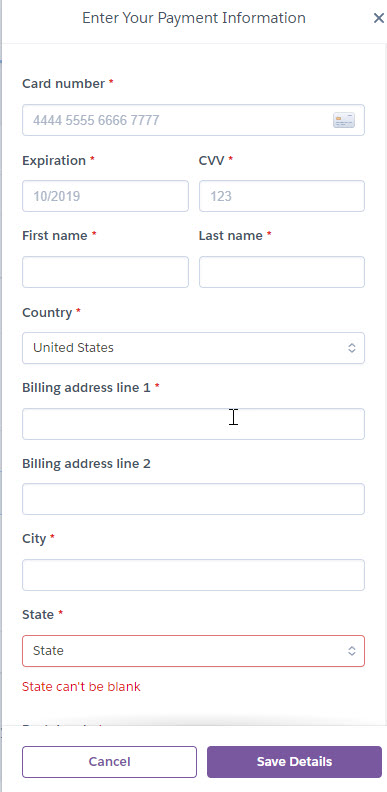 Enter Your Payment Information ×
Card number *
4444 5555 6666 7777
Expiration * CVV *
10/2019 123
First name * Last name *
Country *
United States
Billing address line 1 *
Billing address line 2
City *
State *
State
State can't be blank
Cancel Save Details